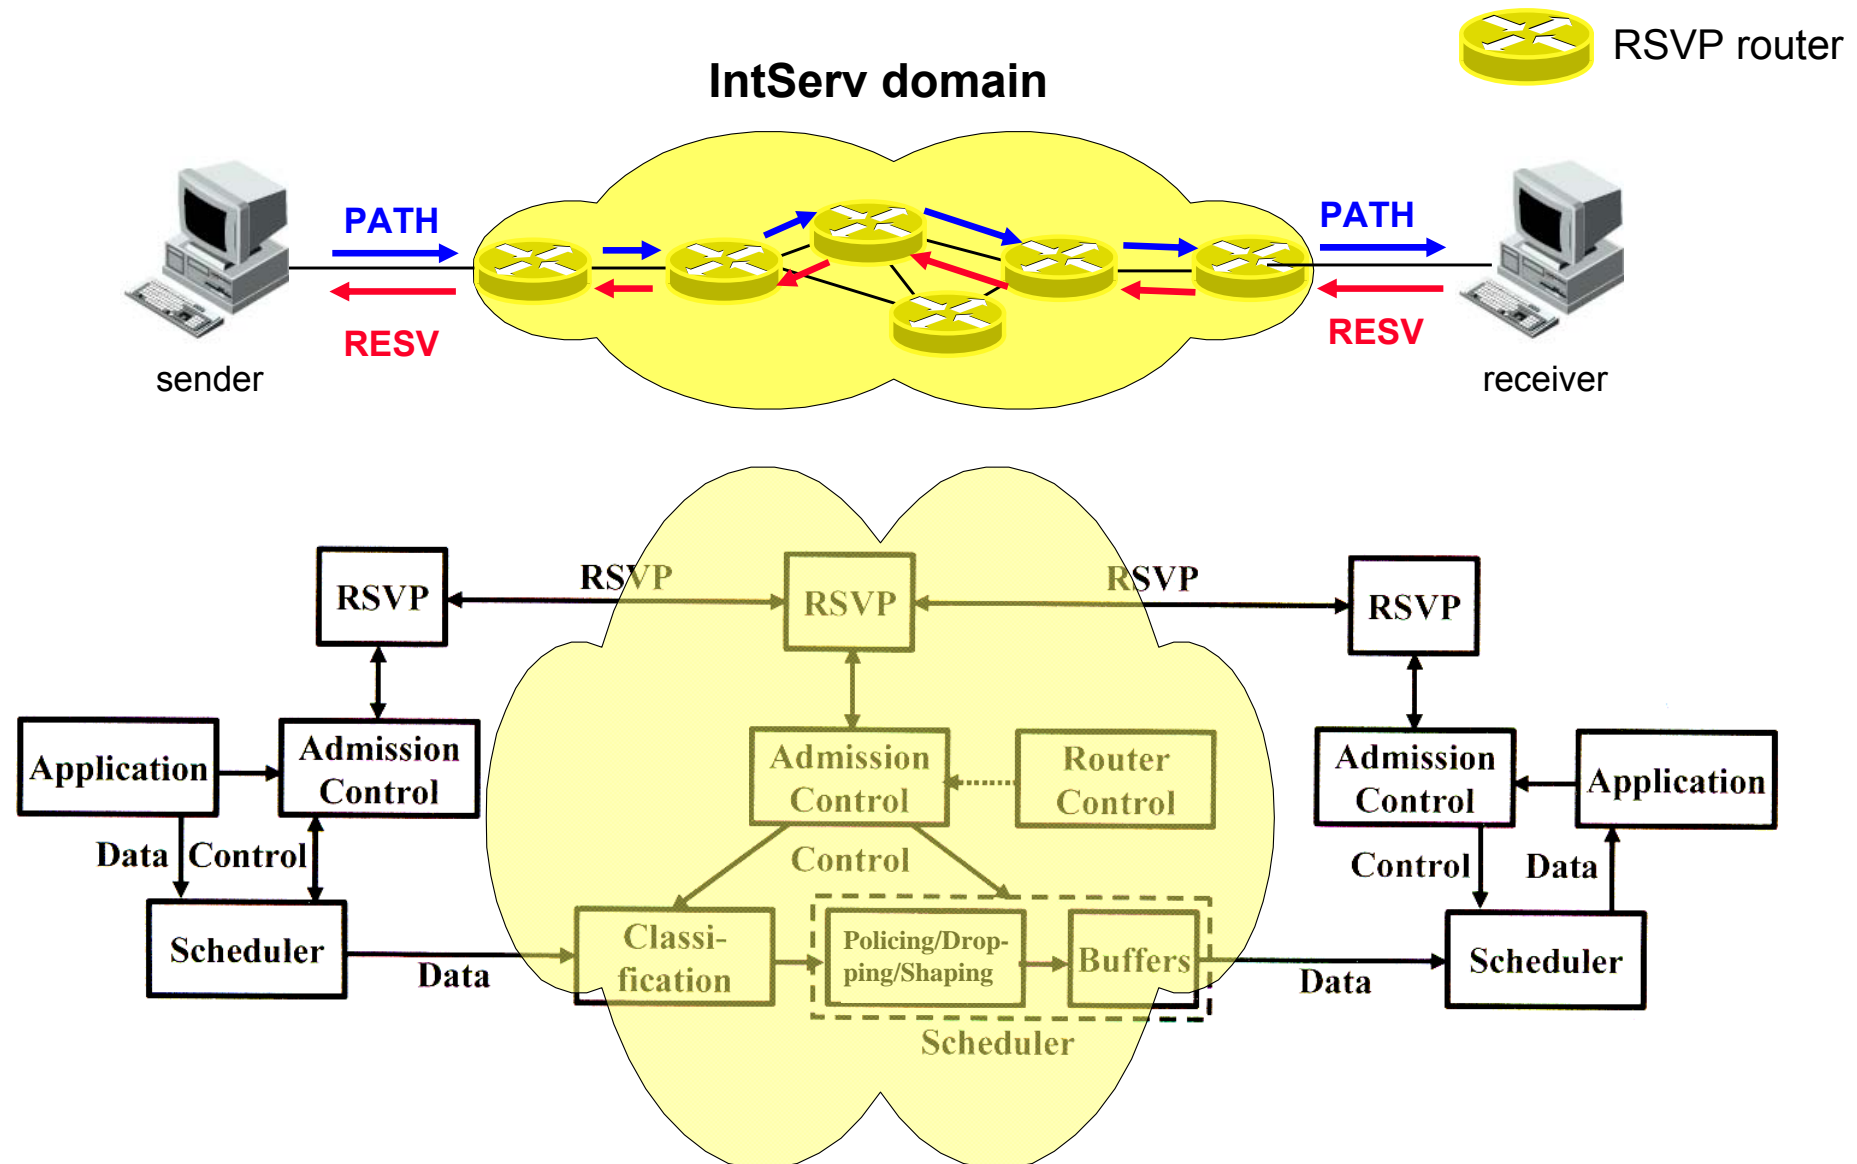 RSVP router
IntServ domain
PATH
PATH
RESV
RESV
sender
receiver
RSVP
RSVP
RSVP
RSVP
RSVP
Application
Admission
Control
Admission
Control
Router
Control
Admission
Control
Application
Data
Control
Control
Control
Data
Scheduler
Data
Classi-
fication
Policing/Drop-
ping/Shaping
Buffers
Scheduler
Data
Scheduler